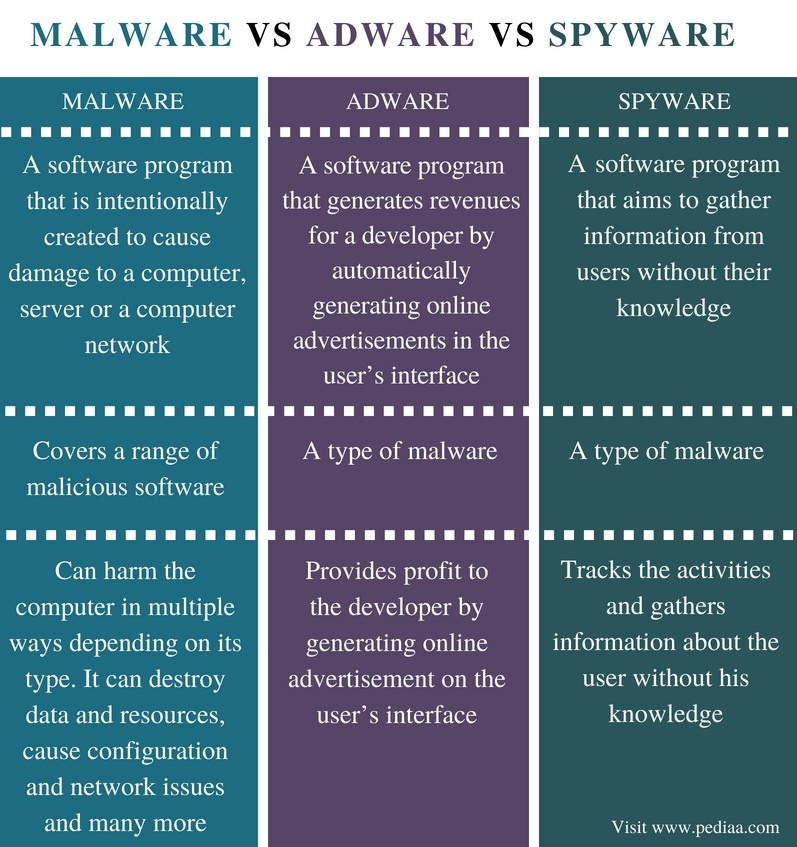 MALWARE VS ADWARE VS SPYWARE
MALWARE
A software program
that is intentionally
created to cause
damage to a computer,
server or a computer
network
Covers a range of
malicious software
Can harm the
computer in multiple
ways depending on its
type. It can destroy
data and resources,
cause configuration
and network issues
and many more
ADWARE
A software program
that generates revenues
for a developer by
automatically
generating online
advertisements in the
user’s interface
A type of malware
Provides profit to
the developer by
generating online
advertisement on the
user’s interface
SPYWARE
A software program
that aims to gather
information from
users without their
knowledge
A type of malware
Tracks the activities
and gathers
information about the
user without his
knowledge
Visit www.pediaa.com